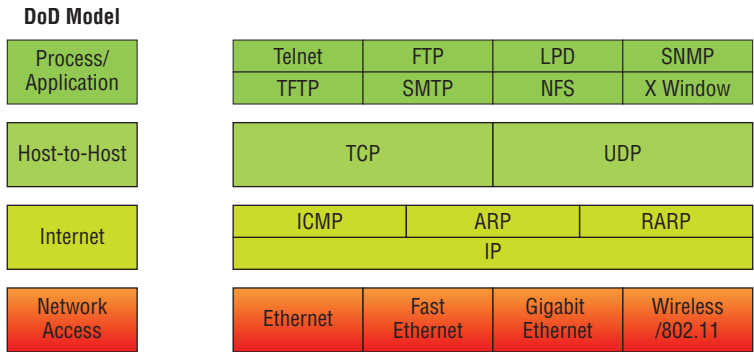 DoD Model
Process/
Application
Telnet FTP LPD SNMP
TFTP SMTP NFS X Window
Host-to-Host
TCP UDP
Internet
ICMP ARP RARP
IP
Network
Access
Ethernet
Fast
Ethernet
Gigabit
Ethernet
Wireless
/802.11